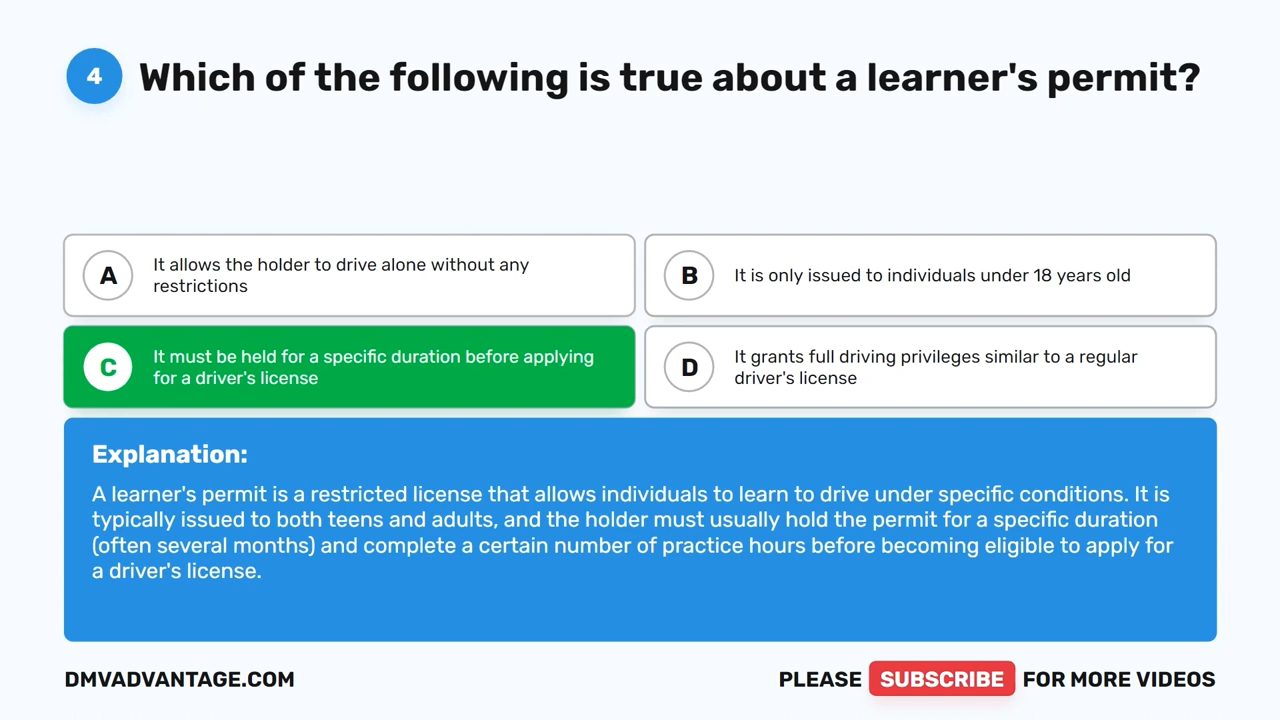 4
Which of the following is true about a learner's permit?
A
It allows the holder to drive alone without any
restrictions
B
It is only issued to individuals under 18 years old
C
It must be held for a specific duration before applying
for a driver's license
D
It grants full driving privileges similar to a regular
driver's license
Explanation:
A learner's permit is a restricted license that allows individuals to learn to drive under specific conditions. It is
typically issued to both teens and adults, and the holder must usually hold the permit for a specific duration
(often several months) and complete a certain number of practice hours before becoming eligible to apply for
a driver's license.
DMVADVANTAGE.COM
PLEASE SUBSCRIBE FOR MORE VIDEOS